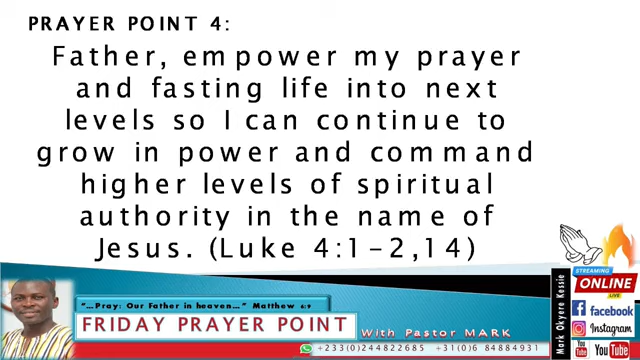 PRAYER POINT 4:
Father, empower my prayer
and fasting life into next
levels so I can continue to
grow in power and command
higher levels of spiritual
authority in the name of
Jesus. (Luke 4:1-2,14)
STREAMING
ONLINE
LIVE
Mark Okyere Kessie
facebook
Instagram
You Tube
YouTube
"...Pray: Our Father in heaven..." Matthew 6:9
FRIDAY PRAYER POINT
With Pastor MARK
+233(0)244822685 +31(0)6 84884931